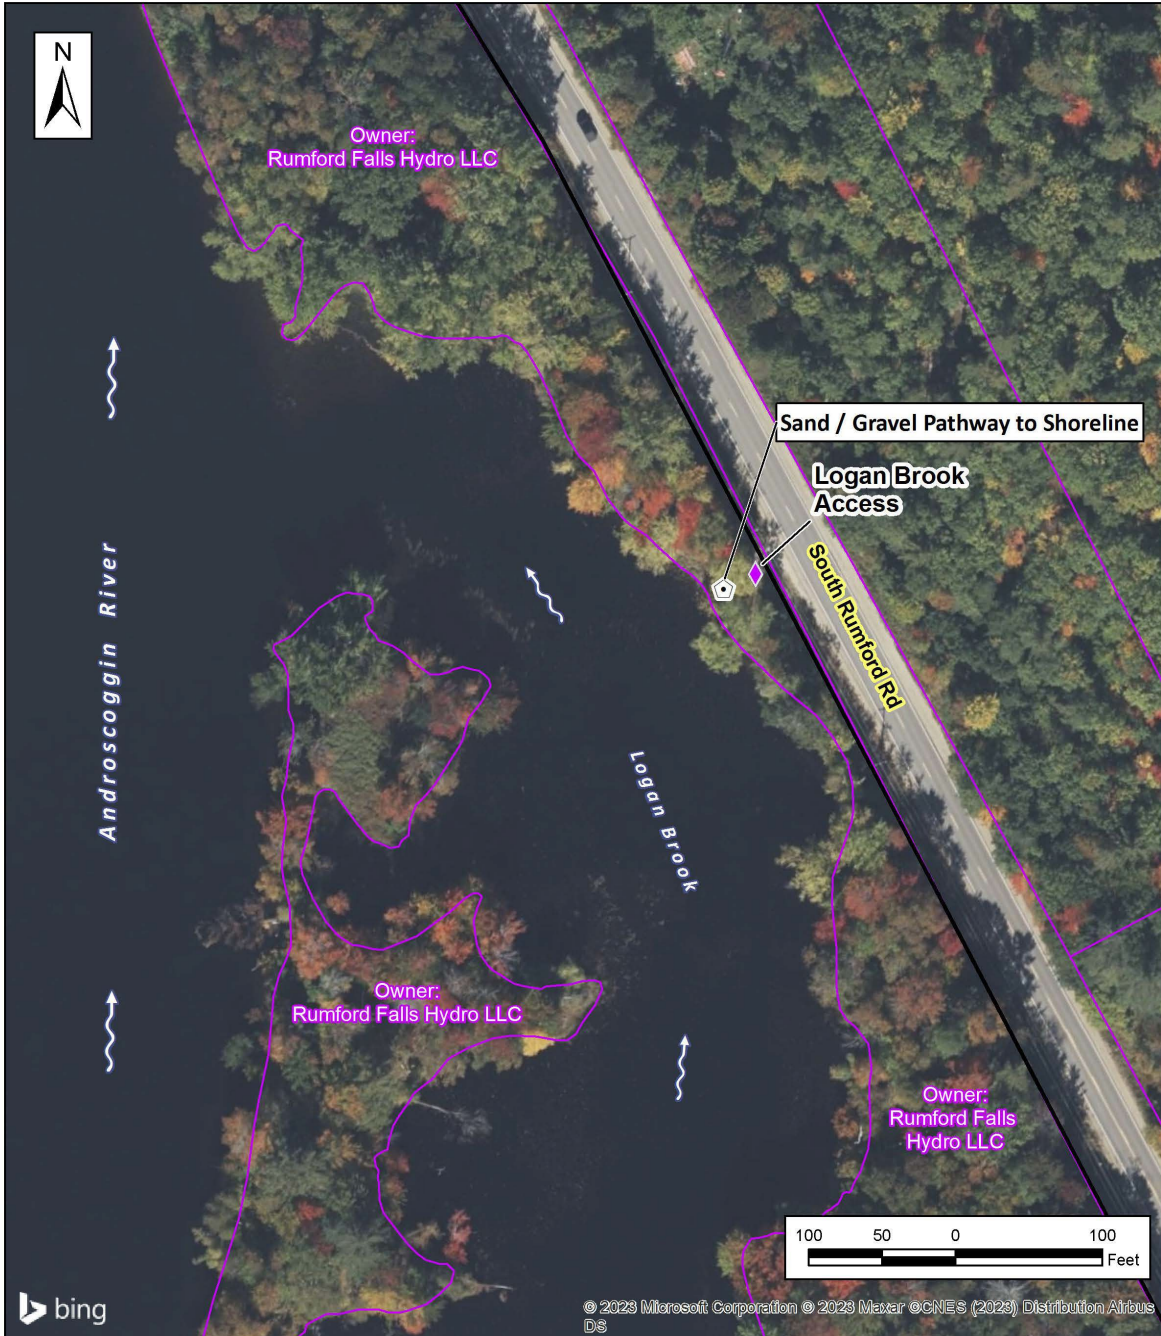 N
Owner:
Rumford Falls Hydro LLC
Sand / Gravel Pathway to Shoreline
Logan Brook
Access
South Rumford Rd
Androscoggin River
Logan Brook
Owner:
Rumford Falls Hydro LLC
Owner:
Rumford Falls
Hydro LLC
100 50 0 100
Feet
bing
© 2023 Microsoft Corporation © 2023 Maxar ©CNES (2023) Distribution Airbus
DS